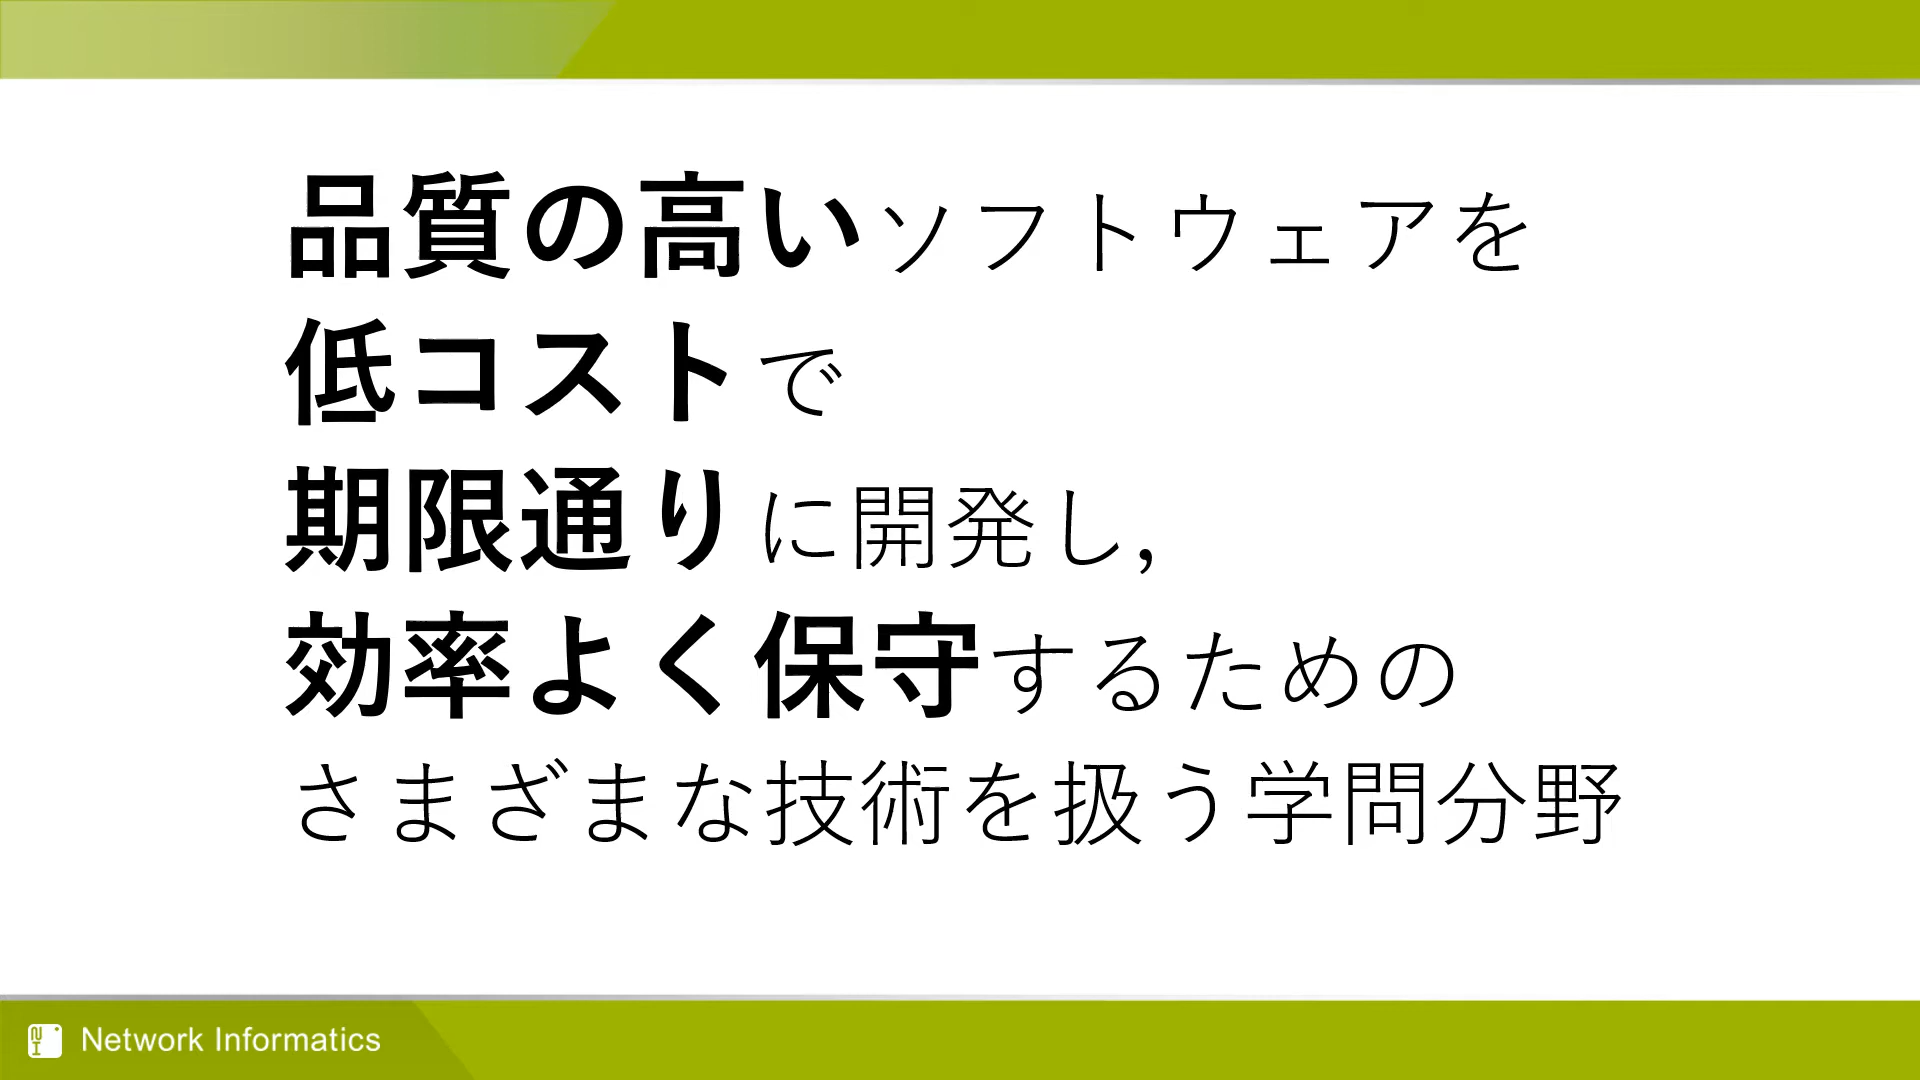 品質の高いソフトウェアを
低コストで
期限通りに開発し,
効率よく保守するための
さまざまな技術を扱う学問分野
NI Network Informatics